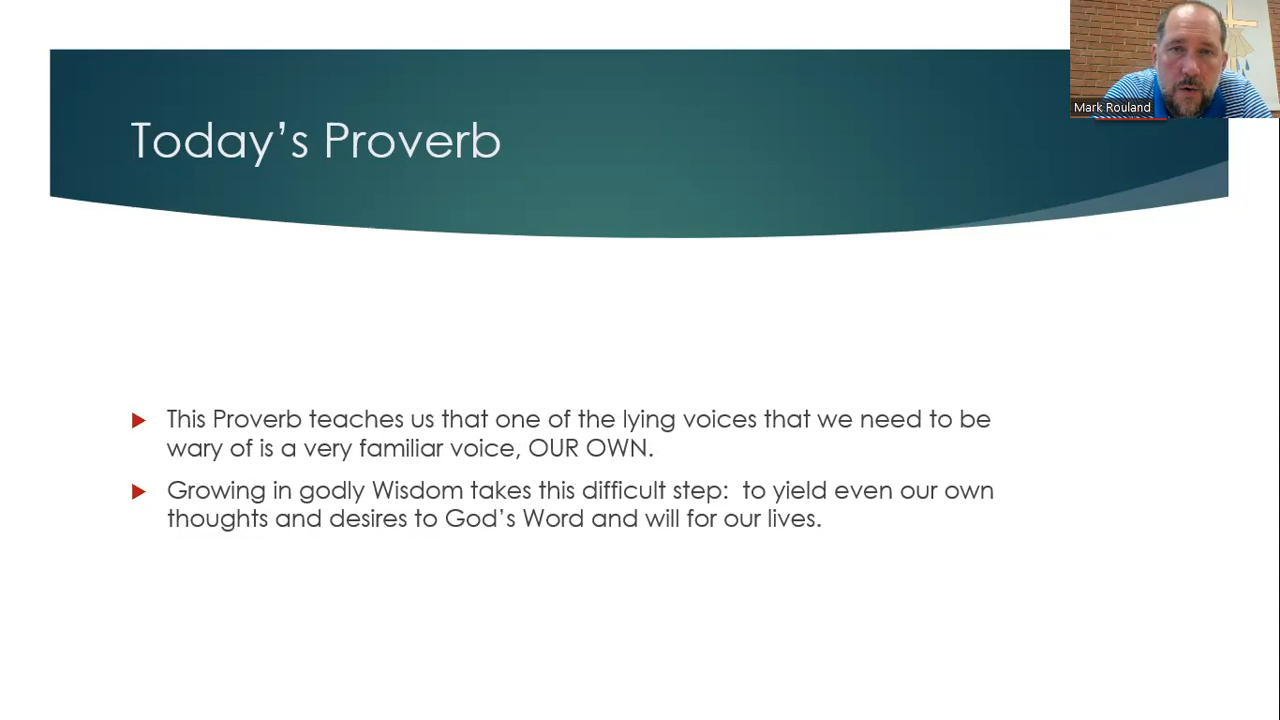 Mark Rouland
Today’s Proverb
This Proverb teaches us that one of the lying voices that we need to be
wary of is a very familiar voice, OUR OWN.
Growing in godly Wisdom takes this difficult step:  to yield even our own
thoughts and desires to God’s Word and will for our lives.